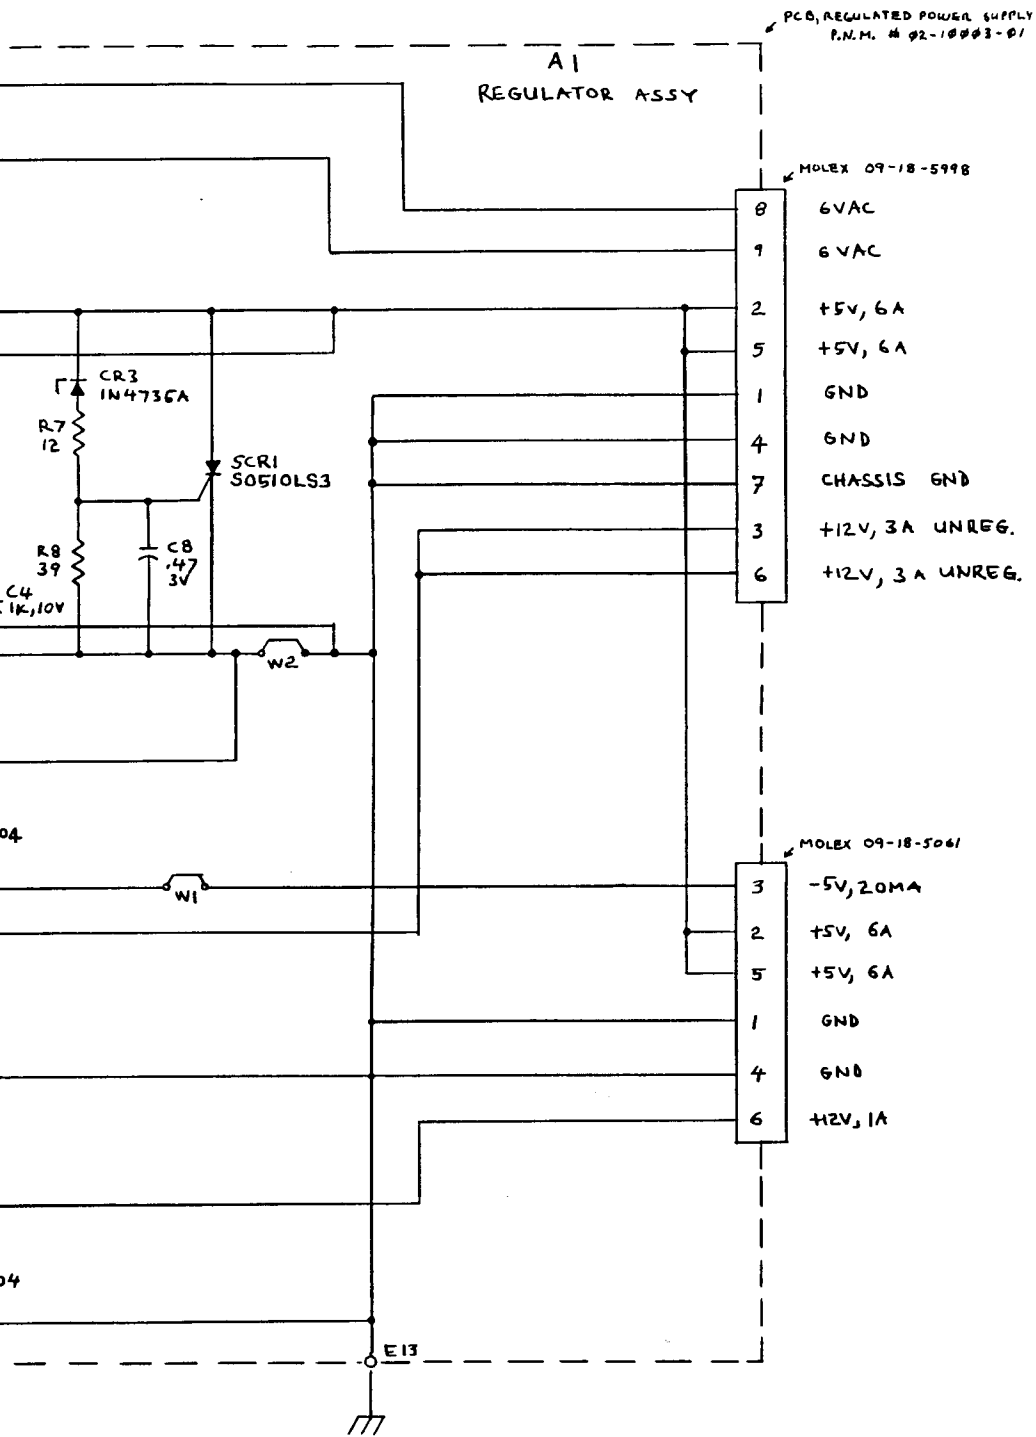 PCB, REGULATED POWER SUPPLY
P.N.M. # 02-10003-01
A1
REGULATOR ASSY
MOLEX 09-18-5998
8 6VAC
9 6VAC
2 +5V, 6A
5 +5V, 6A
1 GND
4 GND
7 CHASSIS GND
3 +12V, 3A UNREG.
6 +12V, 3A UNREG.
CR3
1N4736A
R7
12
SCR1
S0510LS3
R8
39
C8
.47
3V
C4
1K, 10V
W2
04
MOLEX 09-18-5061
W1
3 -5V, 20MA
2 +5V, 6A
5 +5V, 6A
1 GND
4 GND
6 +12V, 1A
04
E13